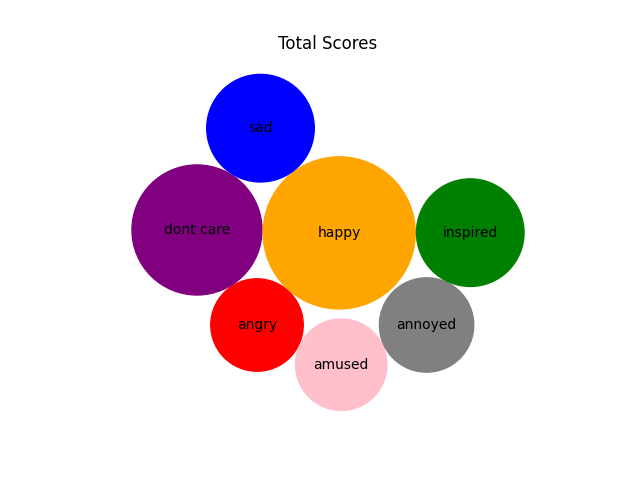 Total Scores
sad
dont care
happy
inspired
angry
annoyed
amused